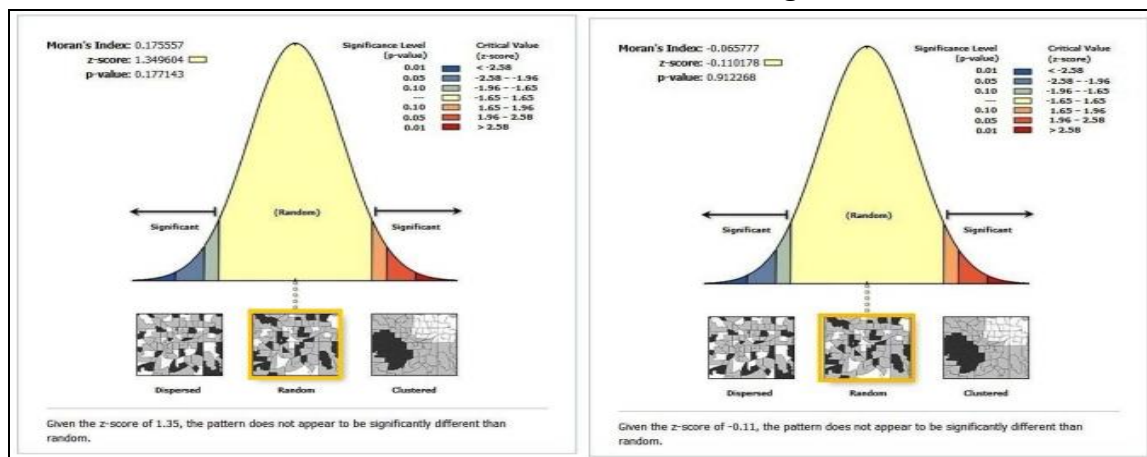 Moran's Index: 0.175557
z-score: 1.349604
p-value: 0.177143
Significance Level
(p-value)
Critical Value
(z-score)
0.01 < -2.58
0.05 -2.58 – -1.96
0.10 -1.96 – -1.65
--- -1.65 – 1.65
0.10 1.65 – 1.96
0.05 1.96 – 2.58
0.01 > 2.58
Significant
(Random)
Significant
Dispersed
Random
Clustered
Given the z-score of 1.35, the pattern does not appear to be significantly different than
random.
Moran's Index: -0.065777
z-score: -0.110178
p-value: 0.912268
Significance Level
(p-value)
Critical Value
(z-score)
0.01 < -2.58
0.05 -2.58 – -1.96
0.10 -1.96 – -1.65
--- -1.65 – 1.65
0.10 1.65 – 1.96
0.05 1.96 – 2.58
0.01 > 2.58
Significant
(Random)
Significant
Dispersed
Random
Clustered
Given the z-score of -0.11, the pattern does not appear to be significantly different than
random.